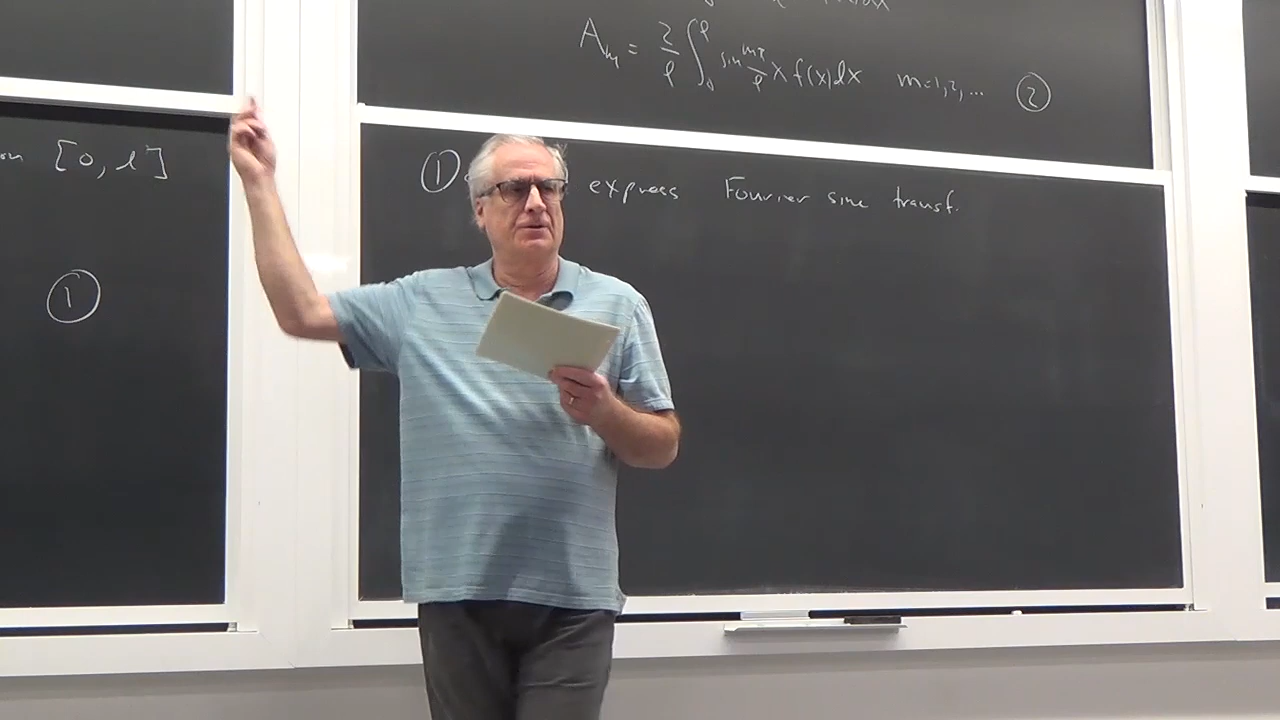 A_m = 2/l ∫_0^l sin mπ/l x f(x) dx m=1,2,... ②
on [0, l]
①
① express Fourier sine transf.